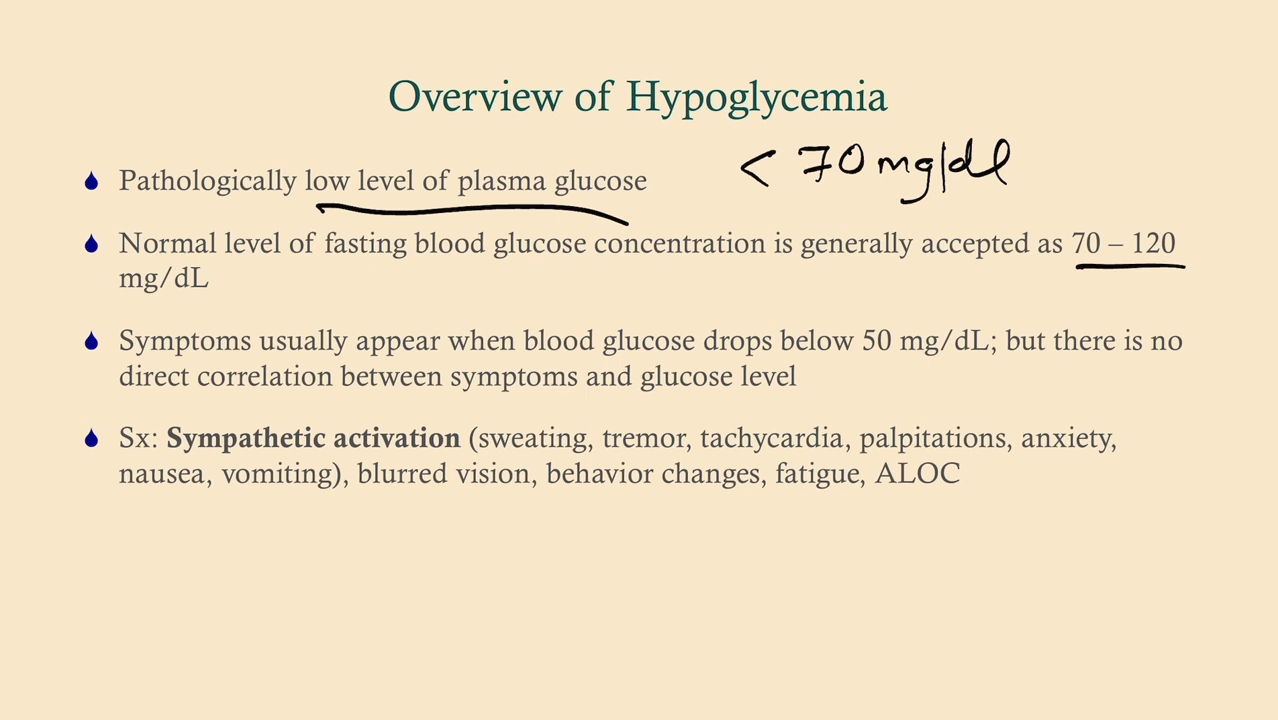 Overview of Hypoglycemia
< 70 mg/dl
Pathologically low level of plasma glucose
Normal level of fasting blood glucose concentration is generally accepted as 70 – 120
mg/dL
Symptoms usually appear when blood glucose drops below 50 mg/dL; but there is no
direct correlation between symptoms and glucose level
Sx: Sympathetic activation (sweating, tremor, tachycardia, palpitations, anxiety,
nausea, vomiting), blurred vision, behavior changes, fatigue, ALOC